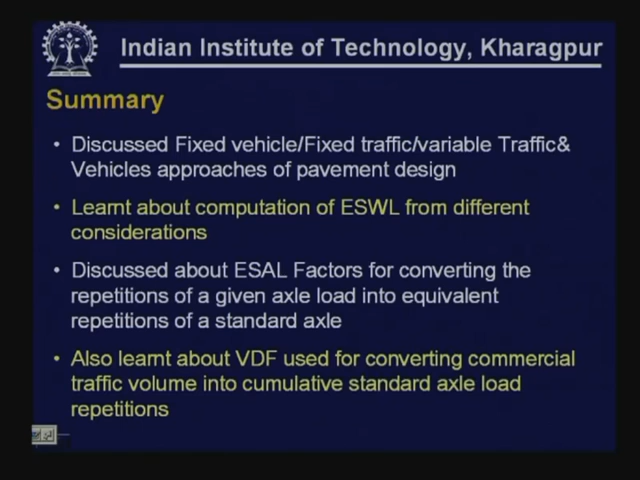 Indian Institute of Technology, Kharagpur
Summary
• Discussed Fixed vehicle/Fixed traffic/variable Traffic&
Vehicles approaches of pavement design
• Learnt about computation of ESWL from different
considerations
• Discussed about ESAL Factors for converting the
repetitions of a given axle load into equivalent
repetitions of a standard axle
• Also learnt about VDF used for converting commercial
traffic volume into cumulative standard axle load
repetitions